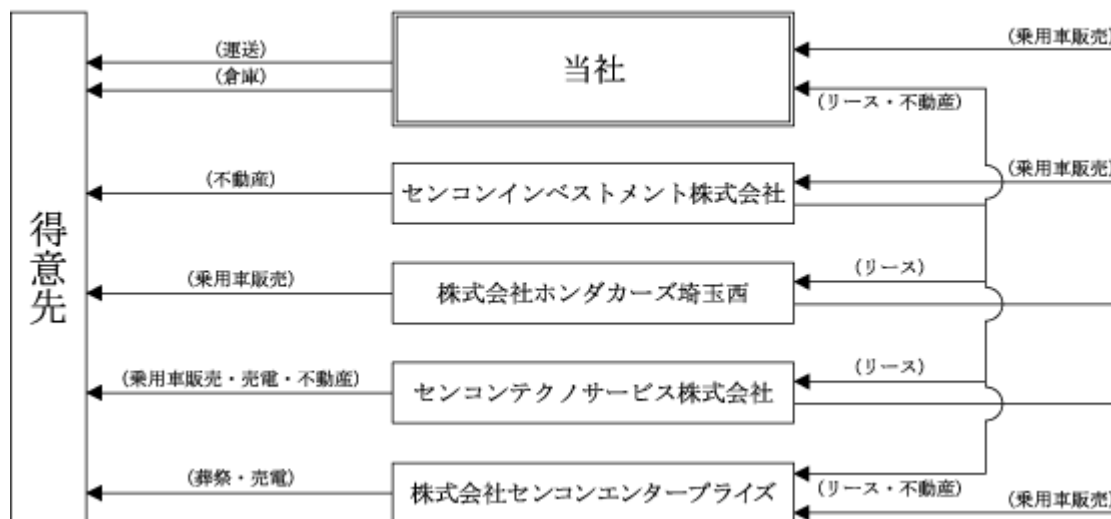 (運送)
(倉庫)
当社
(乗用車販売)
(リース・不動産)
(不動産)
センコンインベストメント株式会社
(乗用車販売)
得意先
(乗用車販売)
株式会社ホンダカーズ埼玉西
(リース)
(乗用車販売・売電・不動産)
センコンテクノサービス株式会社
(リース)
(葬祭・売電)
株式会社センコンエンタープライズ
(リース・不動産)
(乗用車販売)